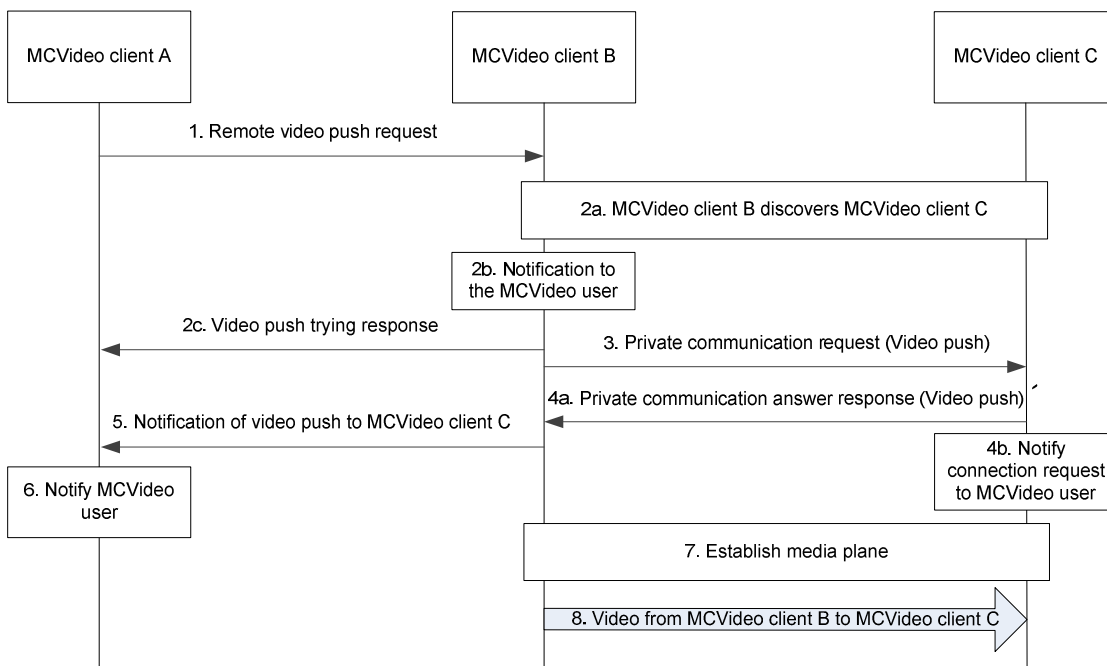 MCVideo client A
MCVideo client B
MCVideo client C
1. Remote video push request
2a. MCVideo client B discovers MCVideo client C
2b. Notification to
the MCVideo user
2c. Video push trying response
3. Private communication request (Video push)
4a. Private communication answer response (Video push)
5. Notification of video push to MCVideo client C
4b. Notify
connection request
to MCVideo user
6. Notify MCVideo
user
7. Establish media plane
8. Video from MCVideo client B to MCVideo client C